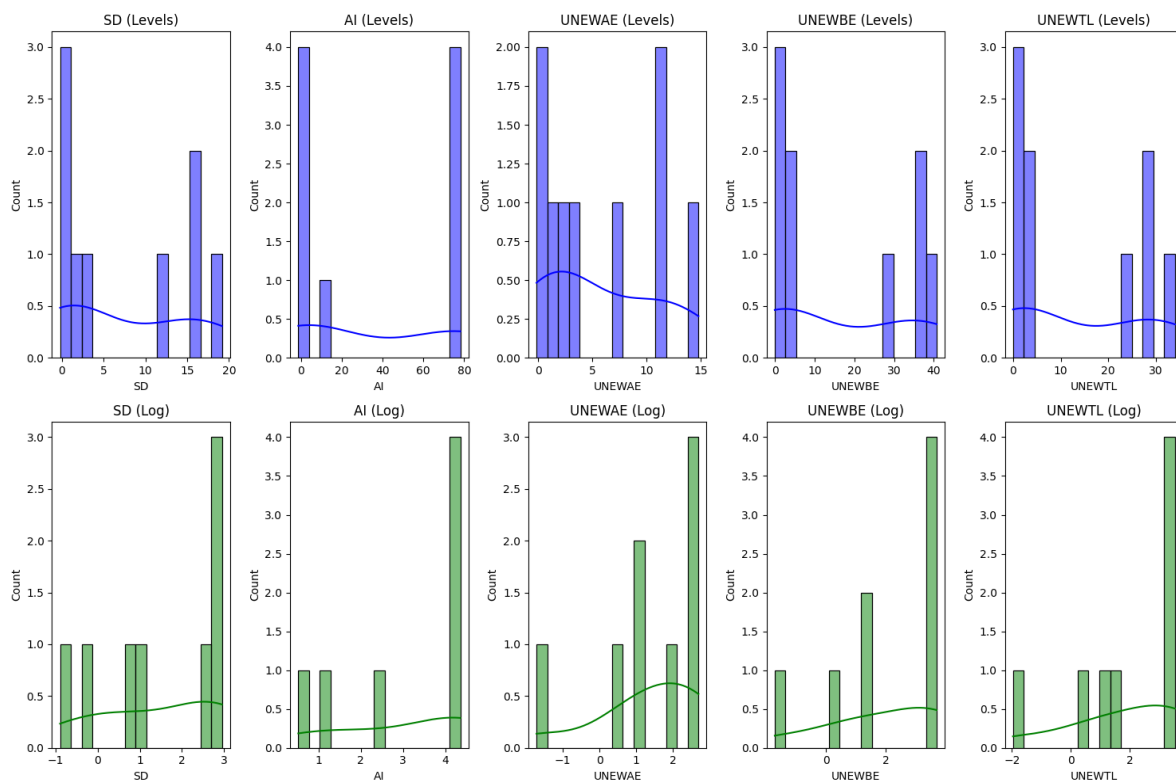 SD (Levels)
AI (Levels)
UNEWAE (Levels)
UNEWBE (Levels)
UNEWTL (Levels)
3.0
2.5
2.0
1.5
1.0
0.5
0.0
Count
0 5 10 15 20
SD
4.0
3.5
3.0
2.5
2.0
1.5
1.0
0.5
0.0
Count
0 20 40 60 80
AI
2.00
1.75
1.50
1.25
1.00
0.75
0.50
0.25
0.00
Count
0 5 10 15
UNEWAE
3.0
2.5
2.0
1.5
1.0
0.5
0.0
Count
0 10 20 30 40
UNEWBE
3.0
2.5
2.0
1.5
1.0
0.5
0.0
Count
0 10 20 30
UNEWTL
SD (Log)
AI (Log)
UNEWAE (Log)
UNEWBE (Log)
UNEWTL (Log)
3.0
2.5
2.0
1.5
1.0
0.5
0.0
Count
−1 0 1 2 3
SD
4.0
3.5
3.0
2.5
2.0
1.5
1.0
0.5
0.0
Count
1 2 3 4
AI
3.0
2.5
2.0
1.5
1.0
0.5
0.0
Count
−1 0 1 2
UNEWAE
4.0
3.5
3.0
2.5
2.0
1.5
1.0
0.5
0.0
Count
0 2
UNEWBE
4.0
3.5
3.0
2.5
2.0
1.5
1.0
0.5
0.0
Count
−2 0 2
UNEWTL